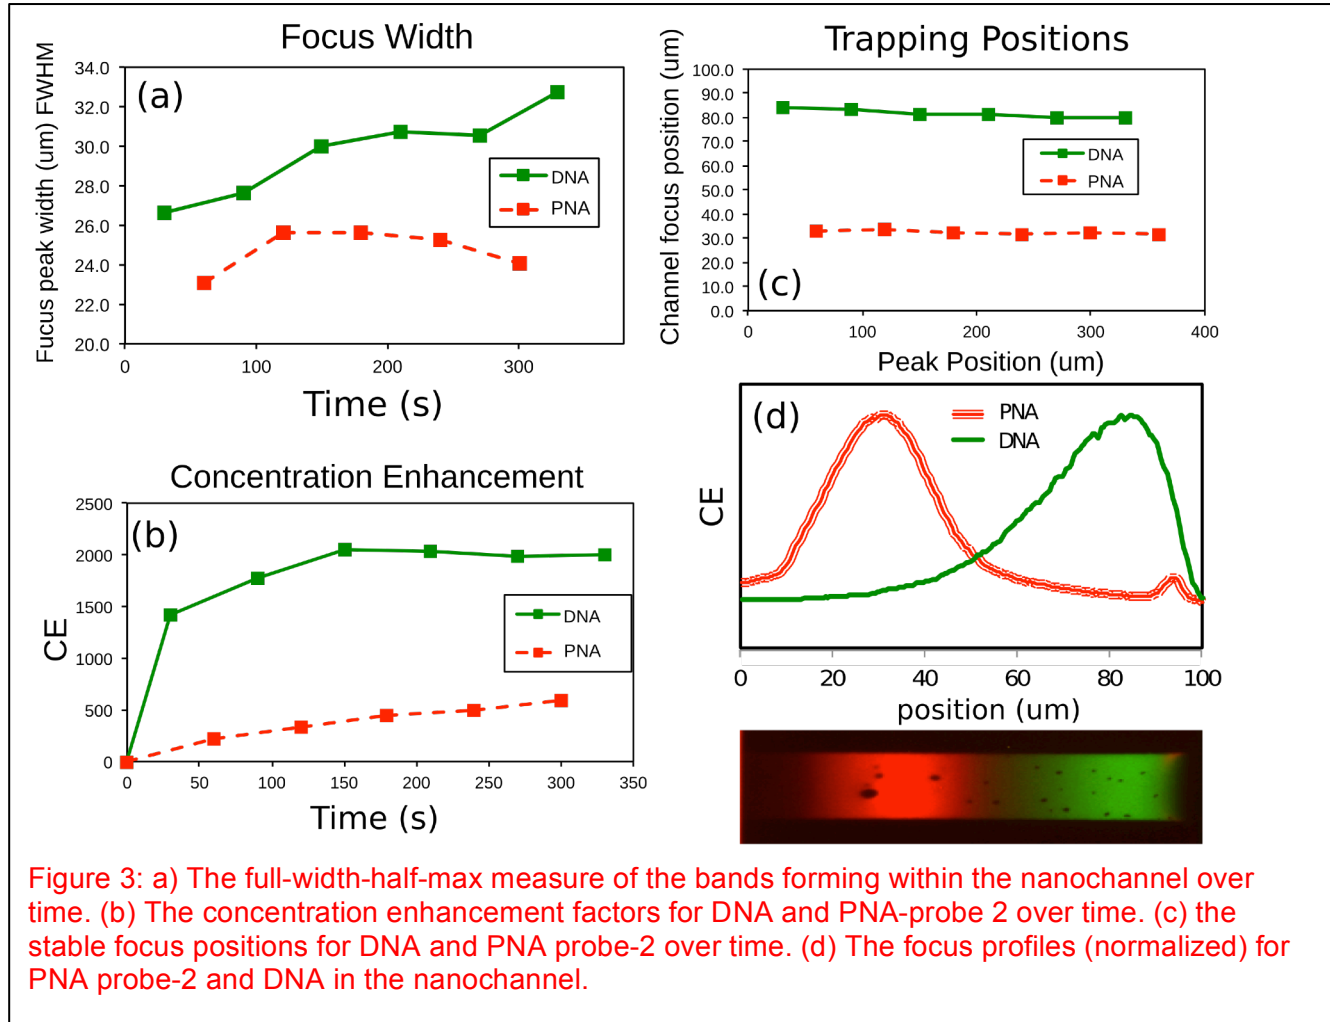 Focus Width
Fucus peak width (um) FWHM
34.0
32.0
30.0
28.0
26.0
24.0
22.0
20.0
(a)
DNA
PNA
0 100 200 300
Time (s)
Trapping Positions
Channel focus position (um)
100.0
90.0
80.0
70.0
60.0
50.0
40.0
30.0
20.0
10.0
0.0
DNA
PNA
(c)
0 100 200 300 400
Peak Position (um)
Concentration Enhancement
CE
2500
2000
1500
1000
500
0
(b)
DNA
PNA
0 50 100 150 200 250 300 350
Time (s)
(d)
PNA
DNA
CE
0 20 40 60 80 100
position (um)
Figure 3: a) The full-width-half-max measure of the bands forming within the nanochannel over
time. (b) The concentration enhancement factors for DNA and PNA-probe 2 over time. (c) the
stable focus positions for DNA and PNA probe-2 over time. (d) The focus profiles (normalized) for
PNA probe-2 and DNA in the nanochannel.